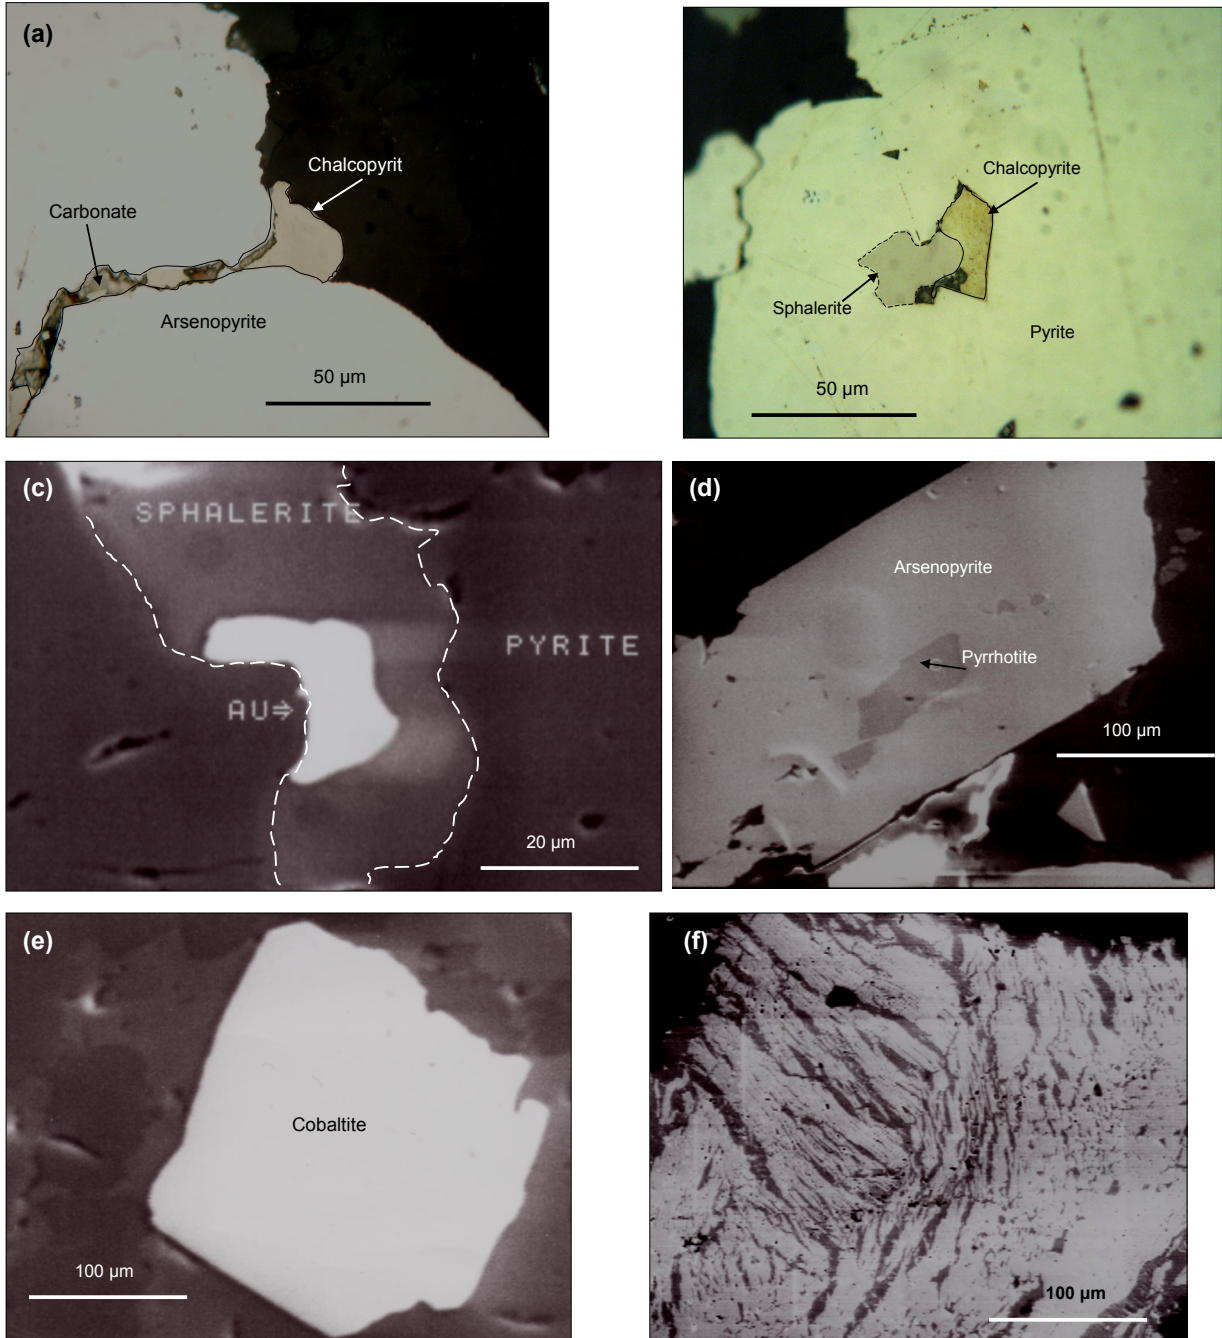 (a)
Chalcopyrit
Carbonate
Arsenopyrite
50 µm
Chalcopyrite
Sphalerite
Pyrite
50 µm
(c)
SPHALERITE
PYRITE
AU⇒
20 µm
(d)
Arsenopyrite
Pyrrhotite
100 µm
(e)
Cobaltite
100 µm
(f)
100 µm